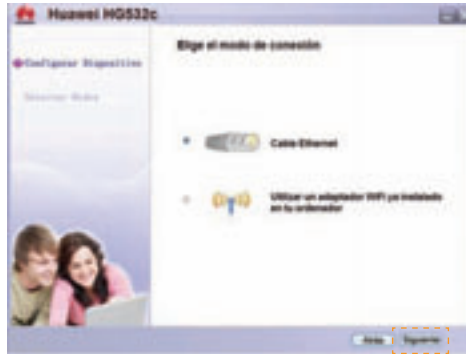 Huawei HG532c
Elige el modo de conexión
Configurar Dispositivo
Cable Ethernet
Utilizar un adaptador WiFi ya instalado
en tu ordenador
Atrás Siguiente